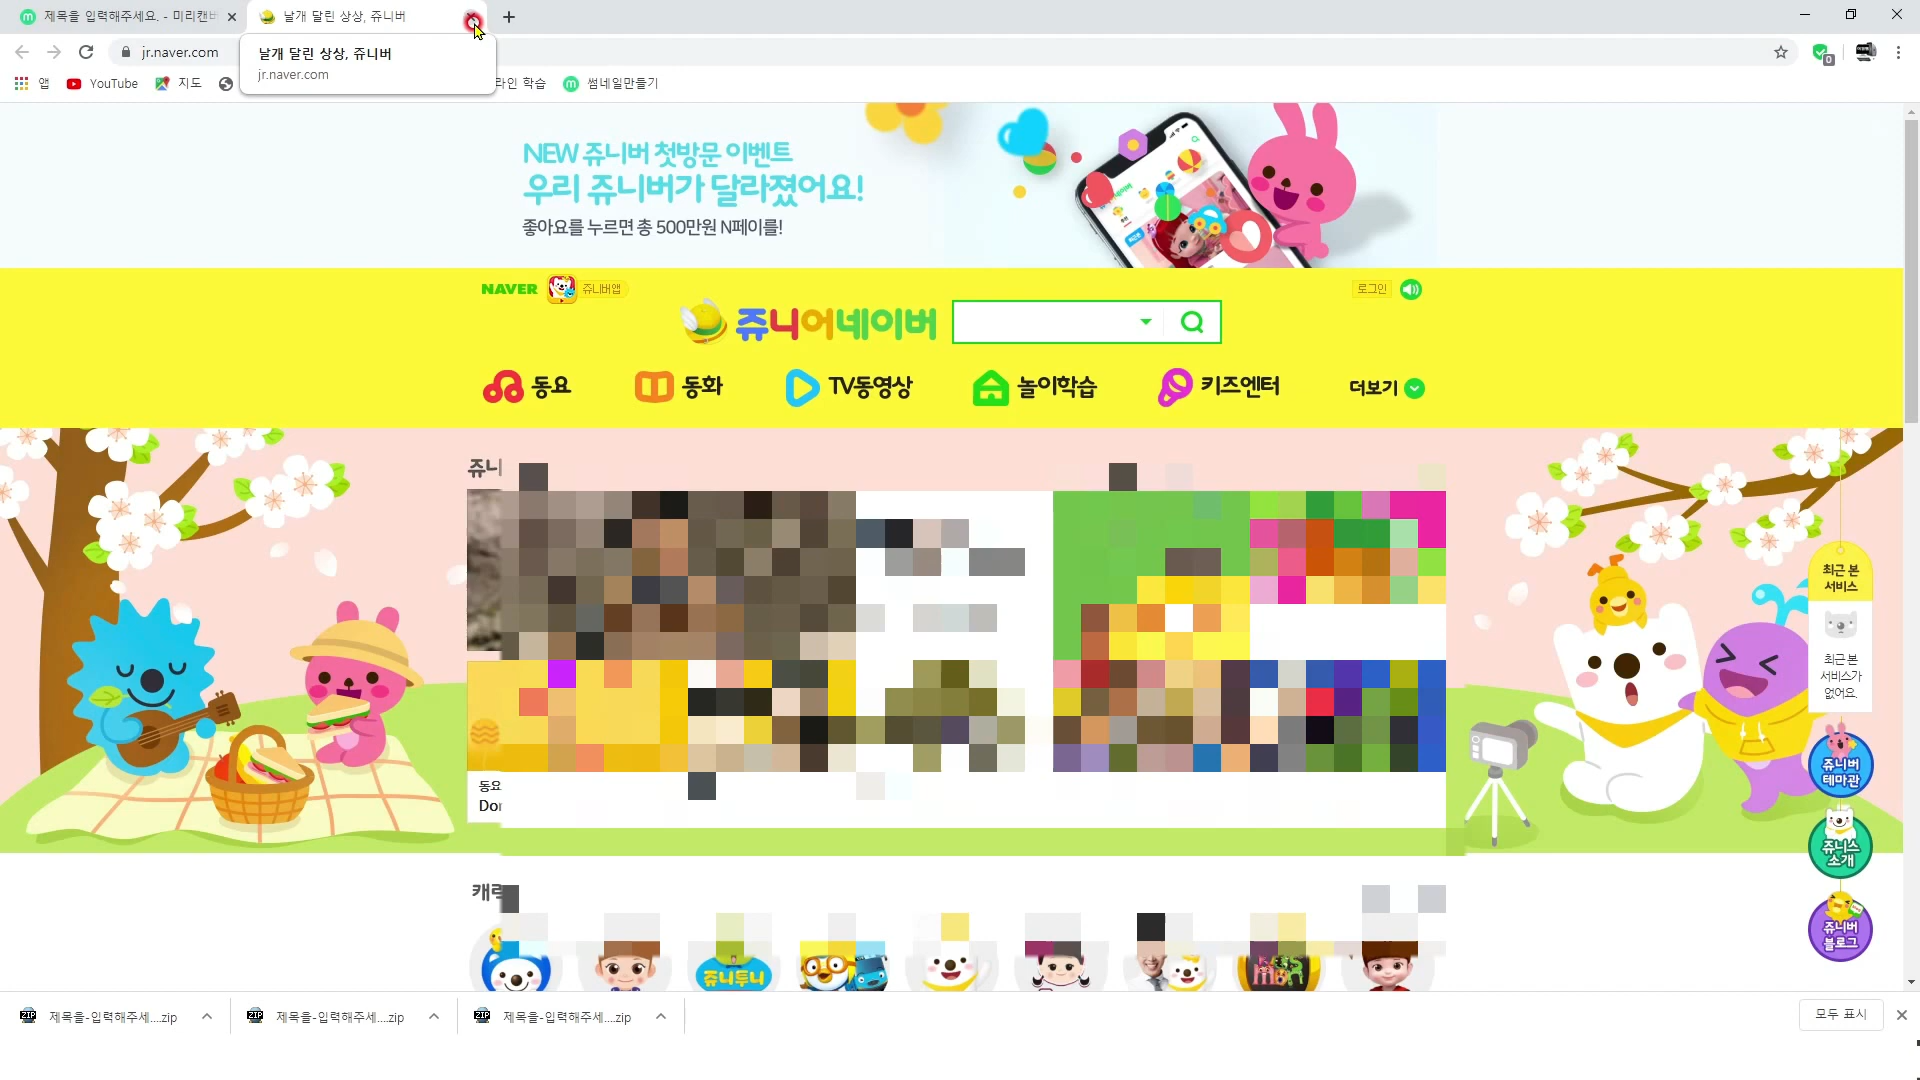 제목을 입력해주세요. - 미리캔버
날개 달린 상상, 쥬니버
jr.naver.com
날개 달린 상상, 쥬니버
jr.naver.com
앱
YouTube
지도
라인 학습
썸네일만들기
0
NEW 쥬니버 첫방문 이벤트
우리 쥬니버가 달라졌어요!
좋아요를 누르면 총 500만원 N페이를!
NAVER
쥬니버앱
로그인
쥬니어네이버
동요
동화
TV동영상
놀이학습
키즈엔터
더보기
쥬니
최근 본
서비스
최근 본
서비스가
없어요.
쥬니버
테마관
쥬니스
소개
쥬니버
블로그
동요
캐릭
쥬니투니
제목을-입력해주세....zip
제목을-입력해주세....zip
제목을-입력해주세....zip
모두 표시